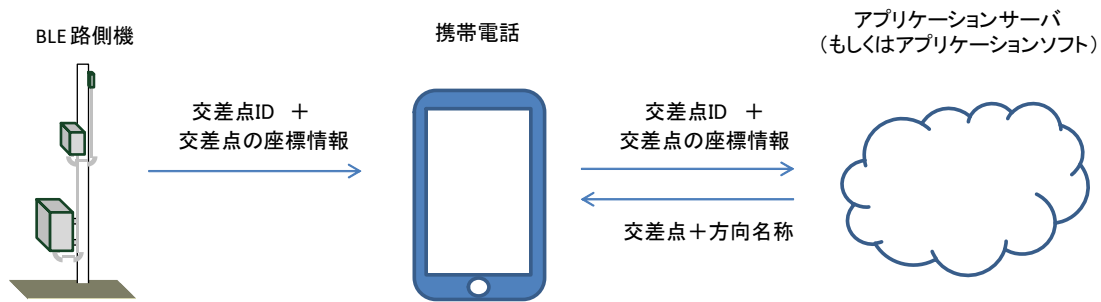 BLE路側機
携帯電話
アプリケーションサーバ
（もしくはアプリケーションソフト）
交差点ID　＋
交差点の座標情報
交差点ID　＋
交差点の座標情報
交差点＋方向名称